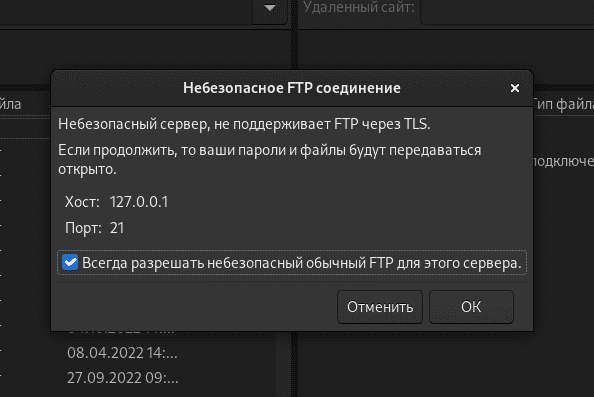 Удаленный сайт:
Небезопасное FTP соединение
йла
Тип файла
Небезопасный сервер, не поддерживает FTP через TLS.
Если продолжить, то ваши пароли и файлы будут передаваться
открыто.
подключе
Хост: 127.0.0.1
Порт: 21
Всегда разрешать небезопасный обычный FTP для этого сервера.
Отменить
OK
08.04.2022 14:...
27.09.2022 09:...